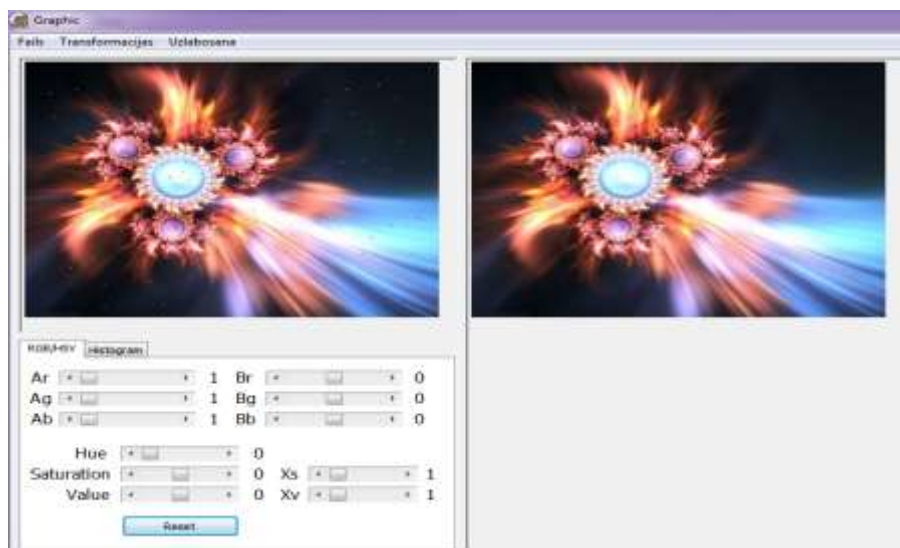 Graphic
Fails Transformacijas Uzlabosana
RGB/HSV Histogram
Ar 1 Br 0
Ag 1 Bg 0
Ab 1 Bb 0
Hue 0
Saturation 0 Xs 1
Value 0 Xv 1
Reset